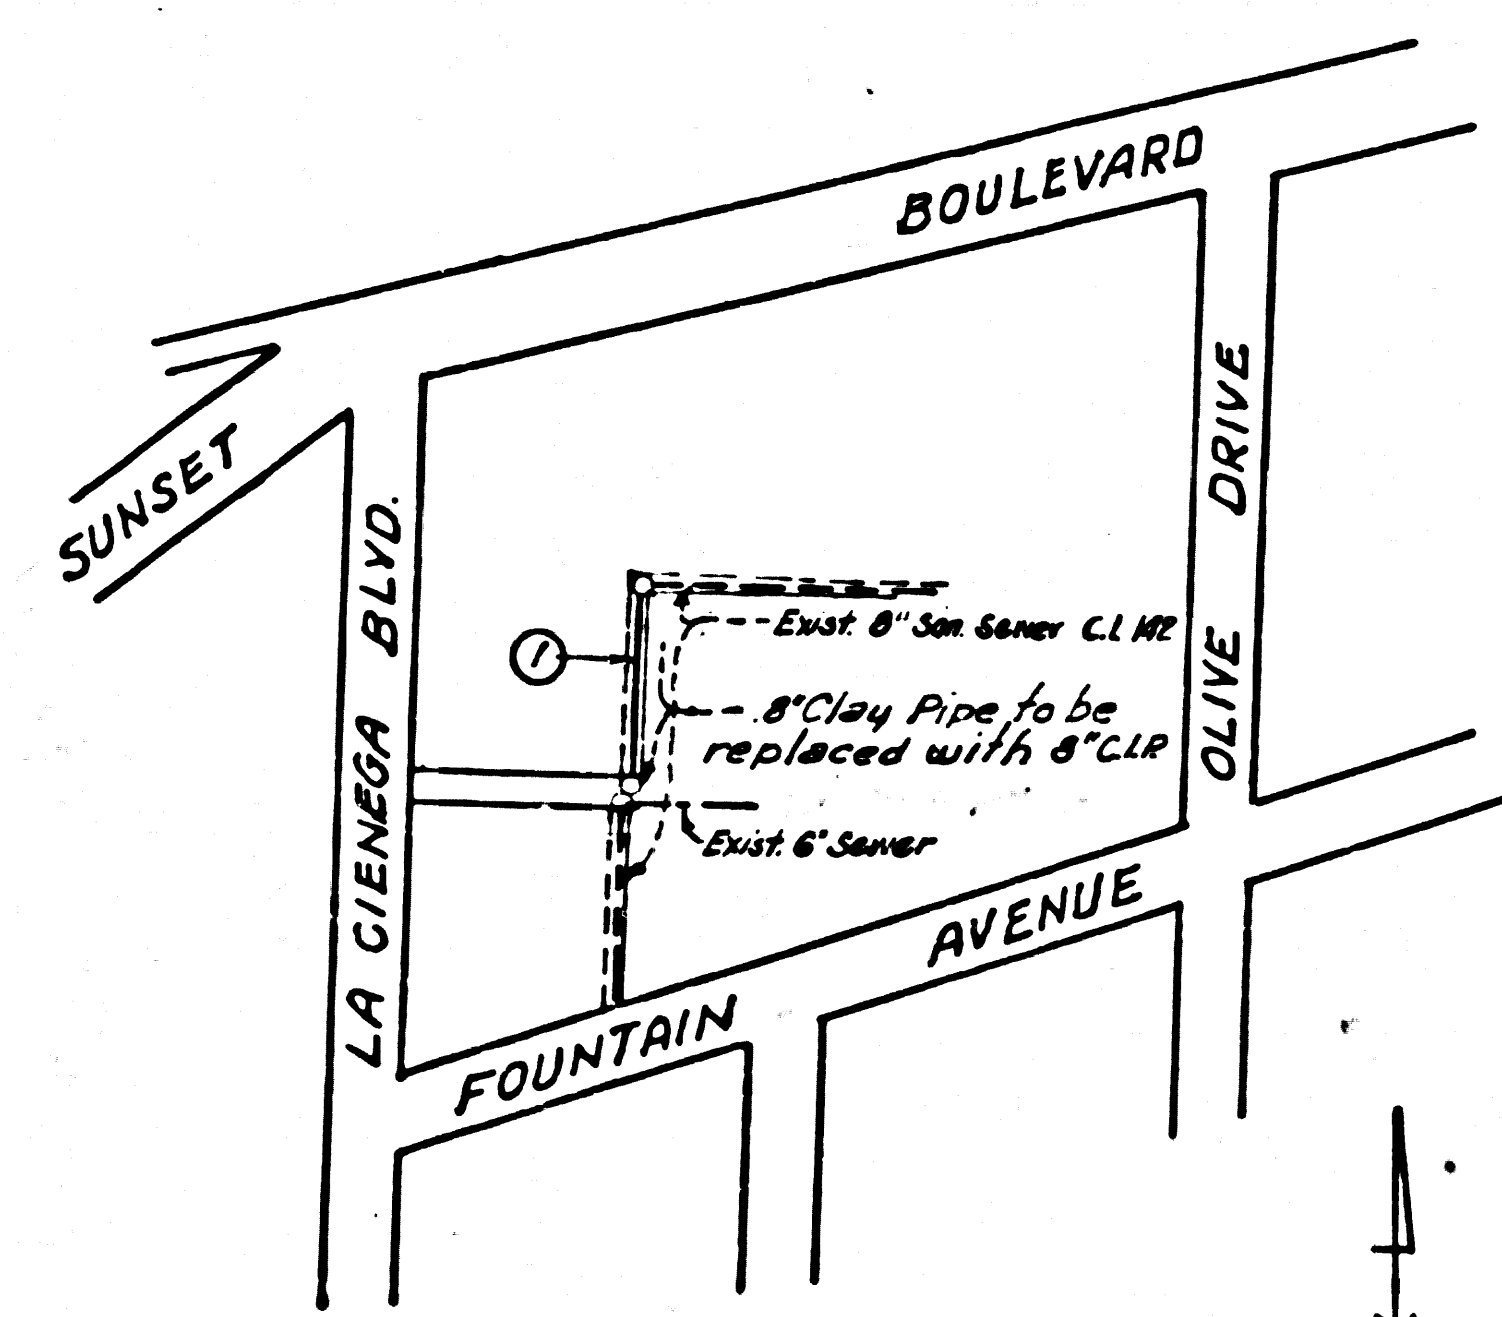 BOULEVARD
SUNSET
LA CIENEGA BLVD.
OLIVE DRIVE
Exist. 8" San. Sewer C.I. 142
1
8" Clay Pipe to be
replaced with 8" C.I.P.
Exist. 6" Sewer
FOUNTAIN AVENUE